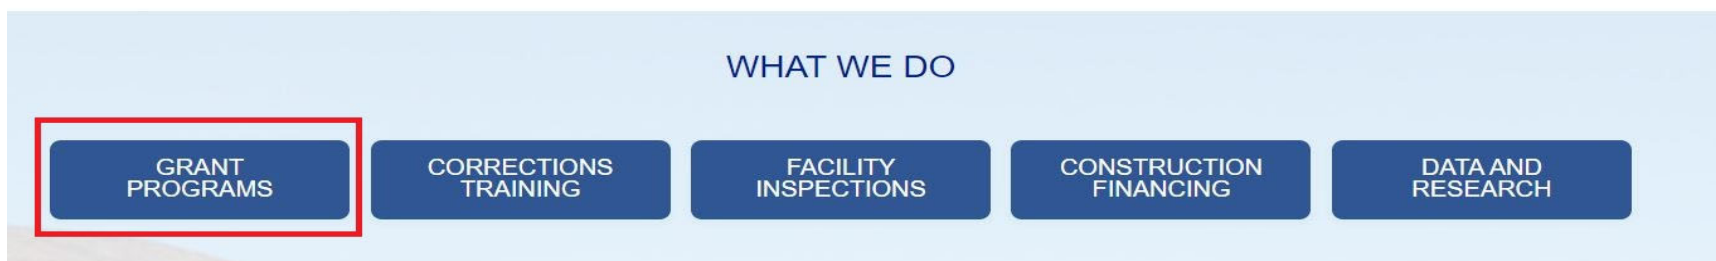 WHAT WE DO
GRANT
PROGRAMS
CORRECTIONS
TRAINING
FACILITY
INSPECTIONS
CONSTRUCTION
FINANCING
DATA AND
RESEARCH